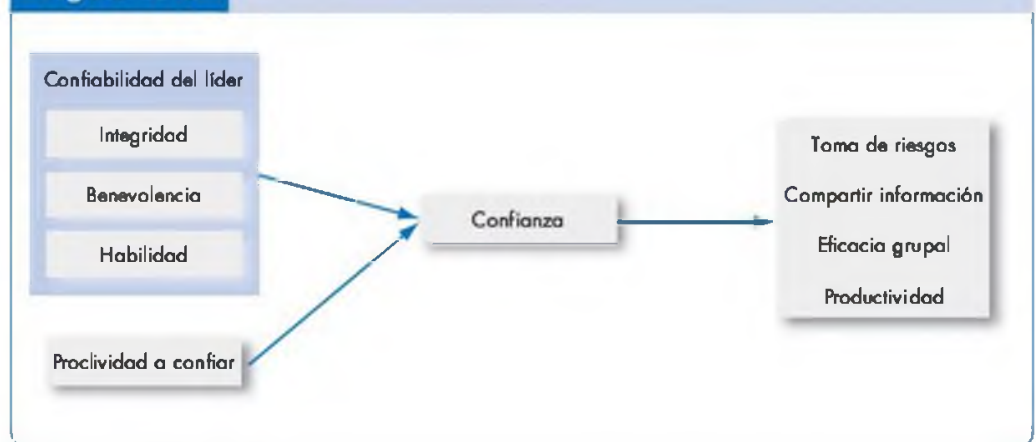 Confiabilidad del líder
Integridad
Benevolencia
Habilidad
Proclividad a confiar
Confianza
Toma de riesgos
Compartir información
Eficacia grupal
Productividad